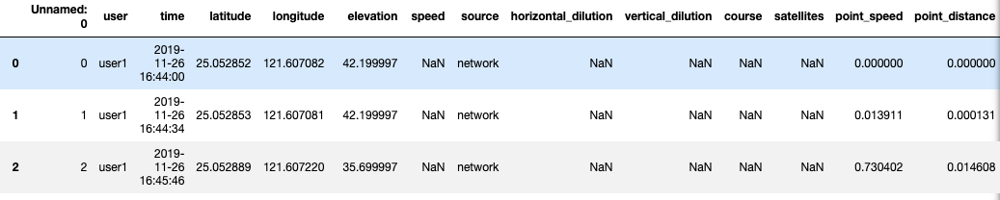 Unnamed: 0 user time latitude longitude elevation speed source horizontal_dilution vertical_dilution course satellites point_speed point_distance
0 0 user1 2019-11-26 16:44:00 25.052852 121.607082 42.199997 NaN network NaN NaN NaN NaN 0.000000 0.000000
1 1 user1 2019-11-26 16:44:34 25.052853 121.607081 42.199997 NaN network NaN NaN NaN NaN 0.013911 0.000131
2 2 user1 2019-11-26 16:45:46 25.052889 121.607220 35.699997 NaN network NaN NaN NaN NaN 0.730402 0.014608